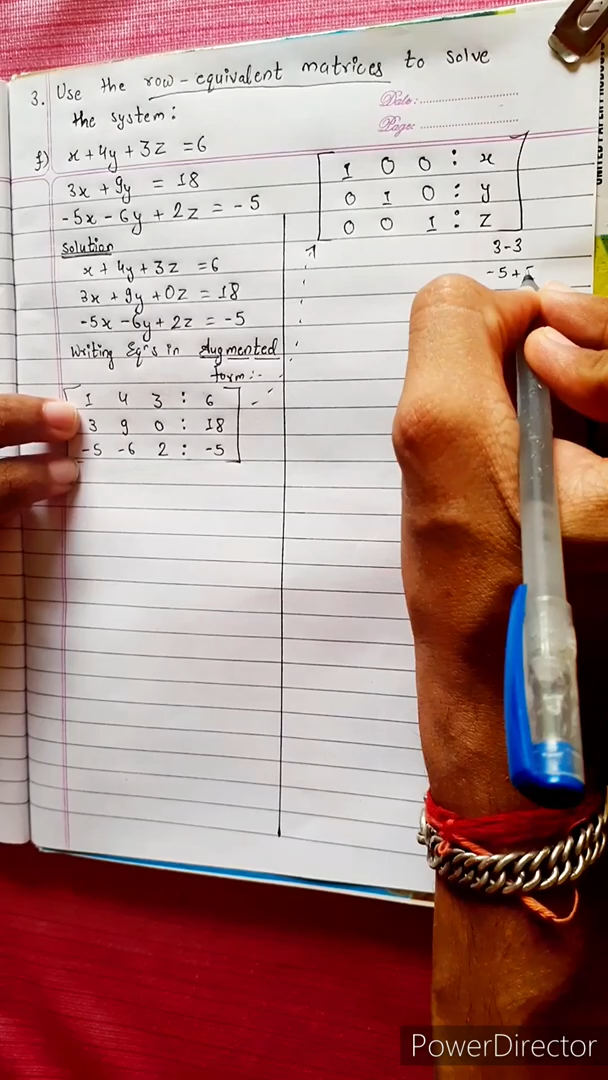 3. Use the row-equivalent matrices to solve
the system:
Date:
Page:
f) x+4y+3z =6
3x+9y = 18
-5x-6y+2z = -5
Solution
x+4y+3z =6
3x+9y+0z = 18
-5x-6y+2z = -5
Writing Eqⁿs in Augmented
form:-
1 4 3 : 6
3 9 0 : 18
-5 -6 2 : -5
1 0 0 : x
0 1 0 : y
0 0 1 : z
3-3
-5+5
PowerDirector